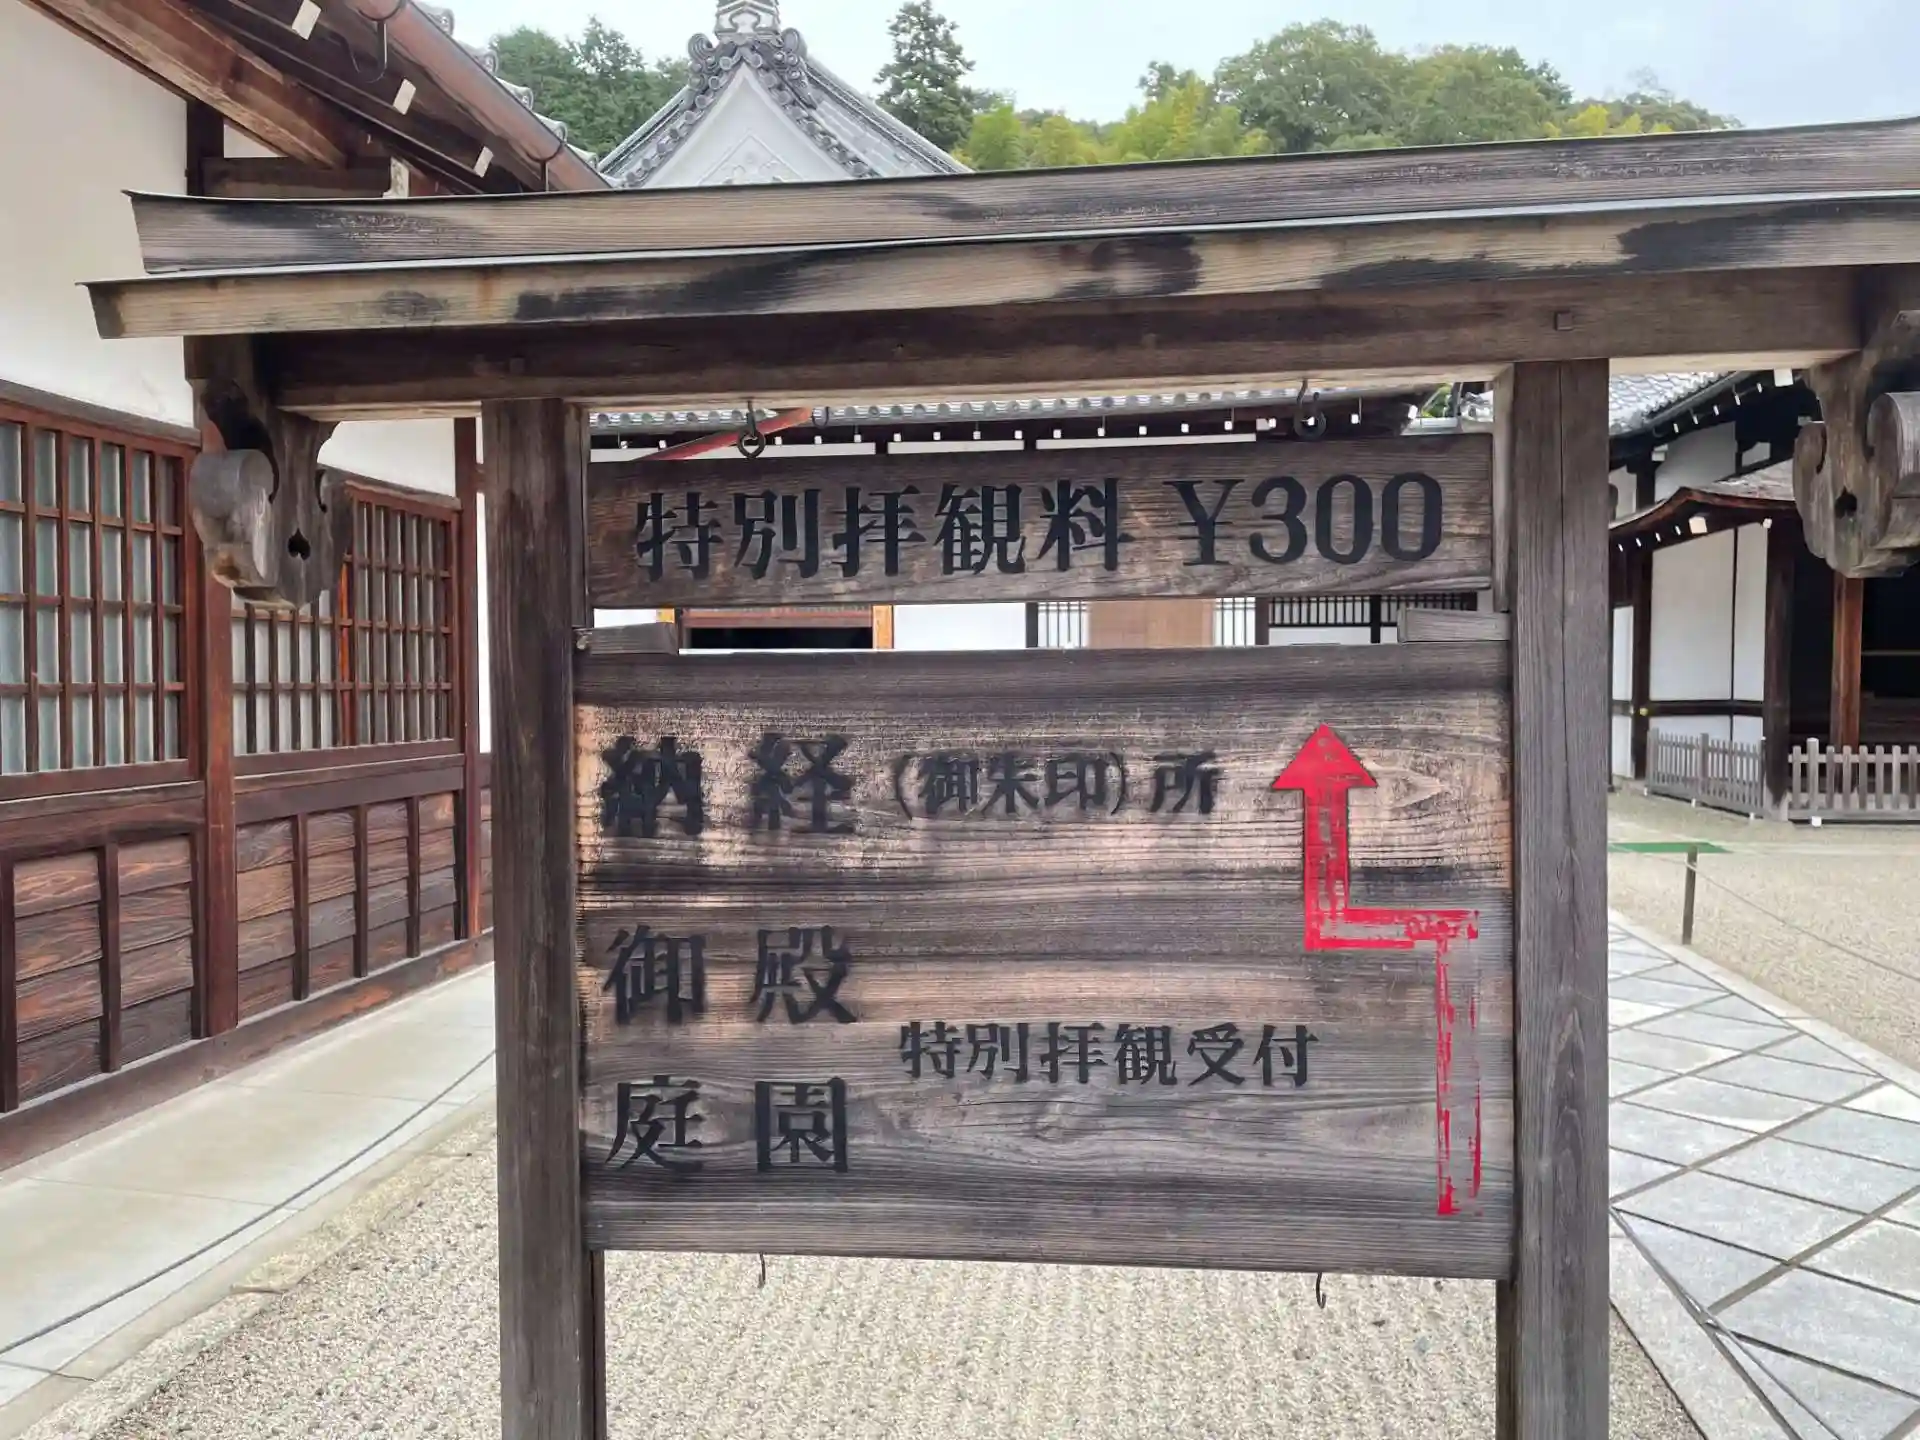 特別拝観料 ¥300
納経(御朱印)所
御殿
特別拝観受付
庭園